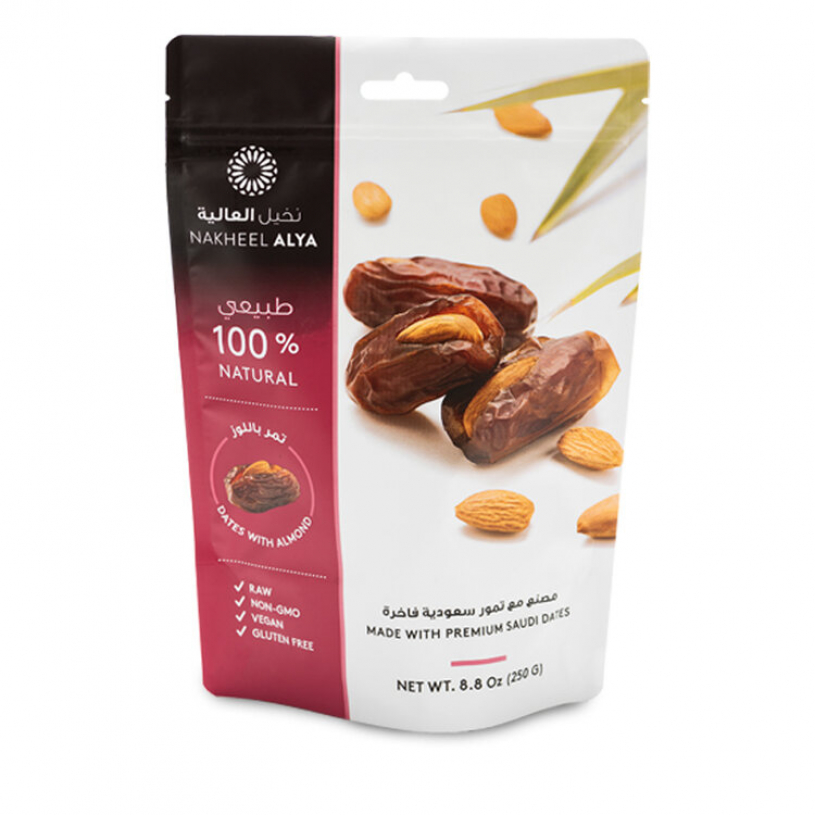 نخيل العالية
NAKHEEL ALYA
طبيعي
100 %
NATURAL
تمر باللوز
DATES WITH ALMOND
✓ RAW
✓ NON-GMO
✓ VEGAN
✓ GLUTEN FREE
مصنع مع تمور سعودية فاخرة
MADE WITH PREMIUM SAUDI DATES
NET WT. 8.8 Oz (250 G)